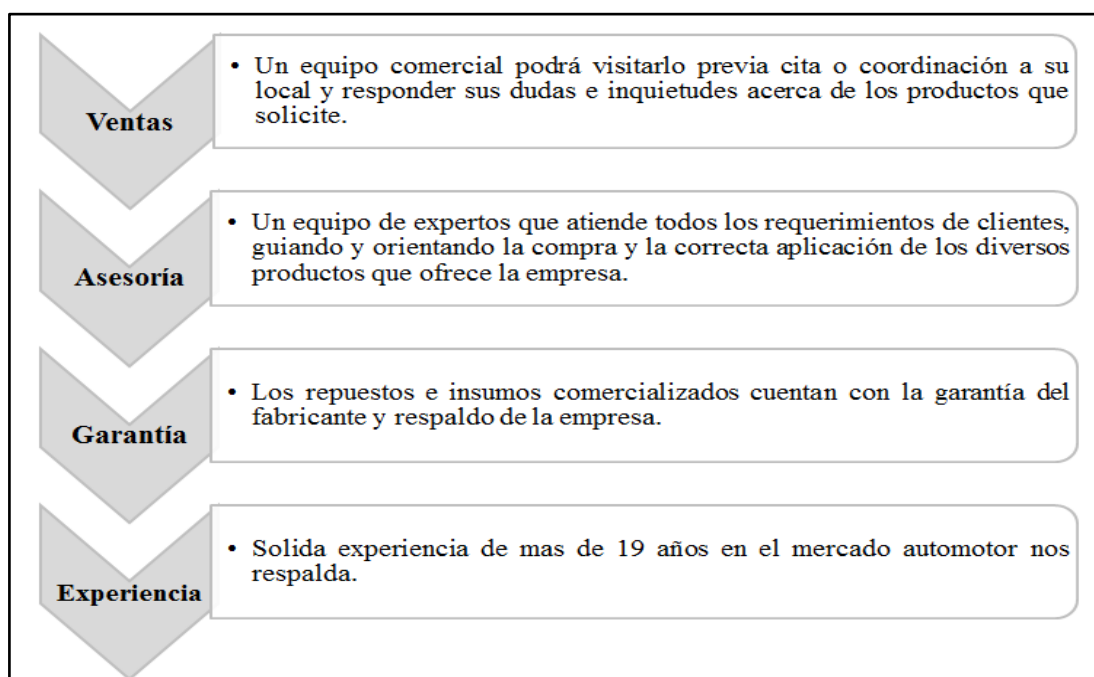 Ventas
• Un equipo comercial podrá visitarlo previa cita o coordinación a su
local y responder sus dudas e inquietudes acerca de los productos que
solicite.
Asesoría
• Un equipo de expertos que atiende todos los requerimientos de clientes,
guiando y orientando la compra y la correcta aplicación de los diversos
productos que ofrece la empresa.
Garantía
• Los repuestos e insumos comercializados cuentan con la garantía del
fabricante y respaldo de la empresa.
Experiencia
• Solida experiencia de mas de 19 años en el mercado automotor nos
respalda.